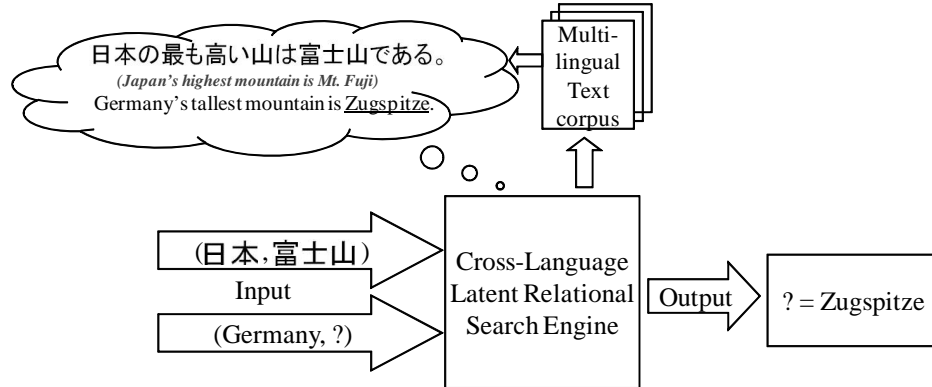 日本の最も高い山は富士山である。
(Japan's highest mountain is Mt. Fuji)
Germany's tallest mountain is Zugspitze.
Multi-
lingual
Text
corpus
(日本,富士山)
Input
(Germany, ?)
Cross-Language
Latent Relational
Search Engine
Output
? = Zugspitze